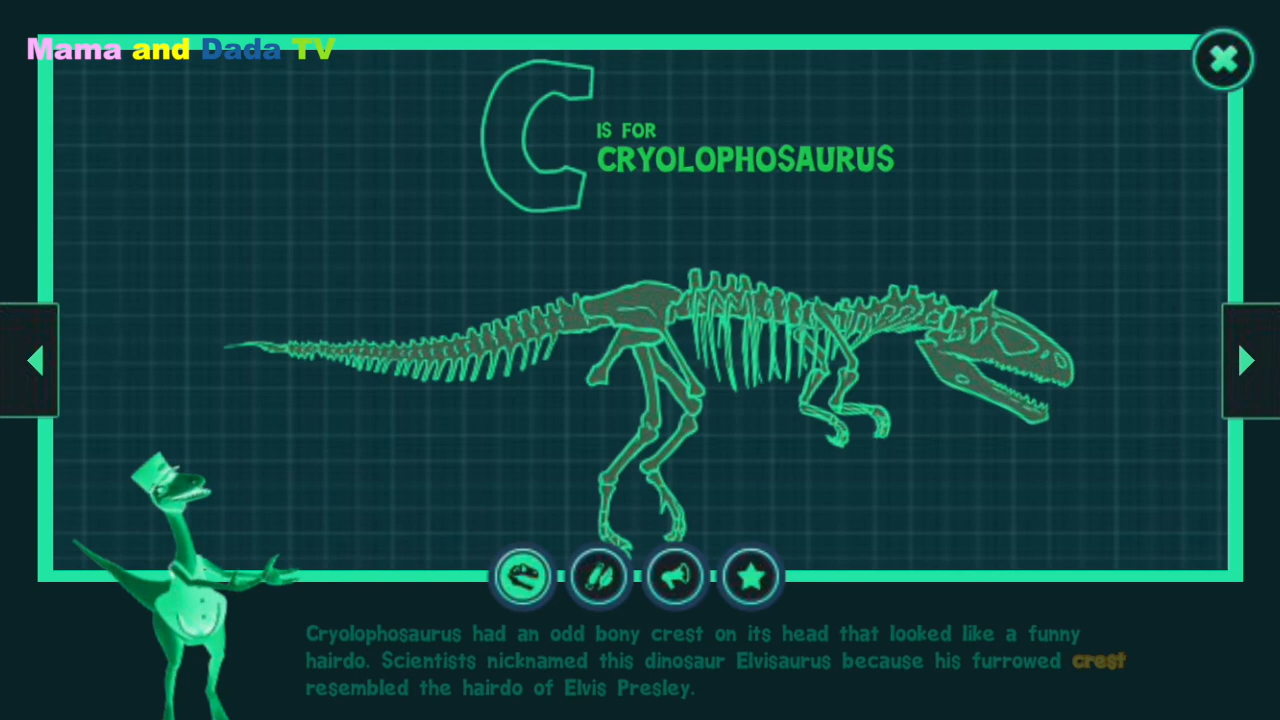 Mama and Dada TV
C
IS FOR
CRYOLOPHOSAURUS
Cryolophosaurus had an odd bony crest on its head that looked like a funny
hairdo. Scientists nicknamed this dinosaur Elvisaurus because his furrowed crest
resembled the hairdo of Elvis Presley.